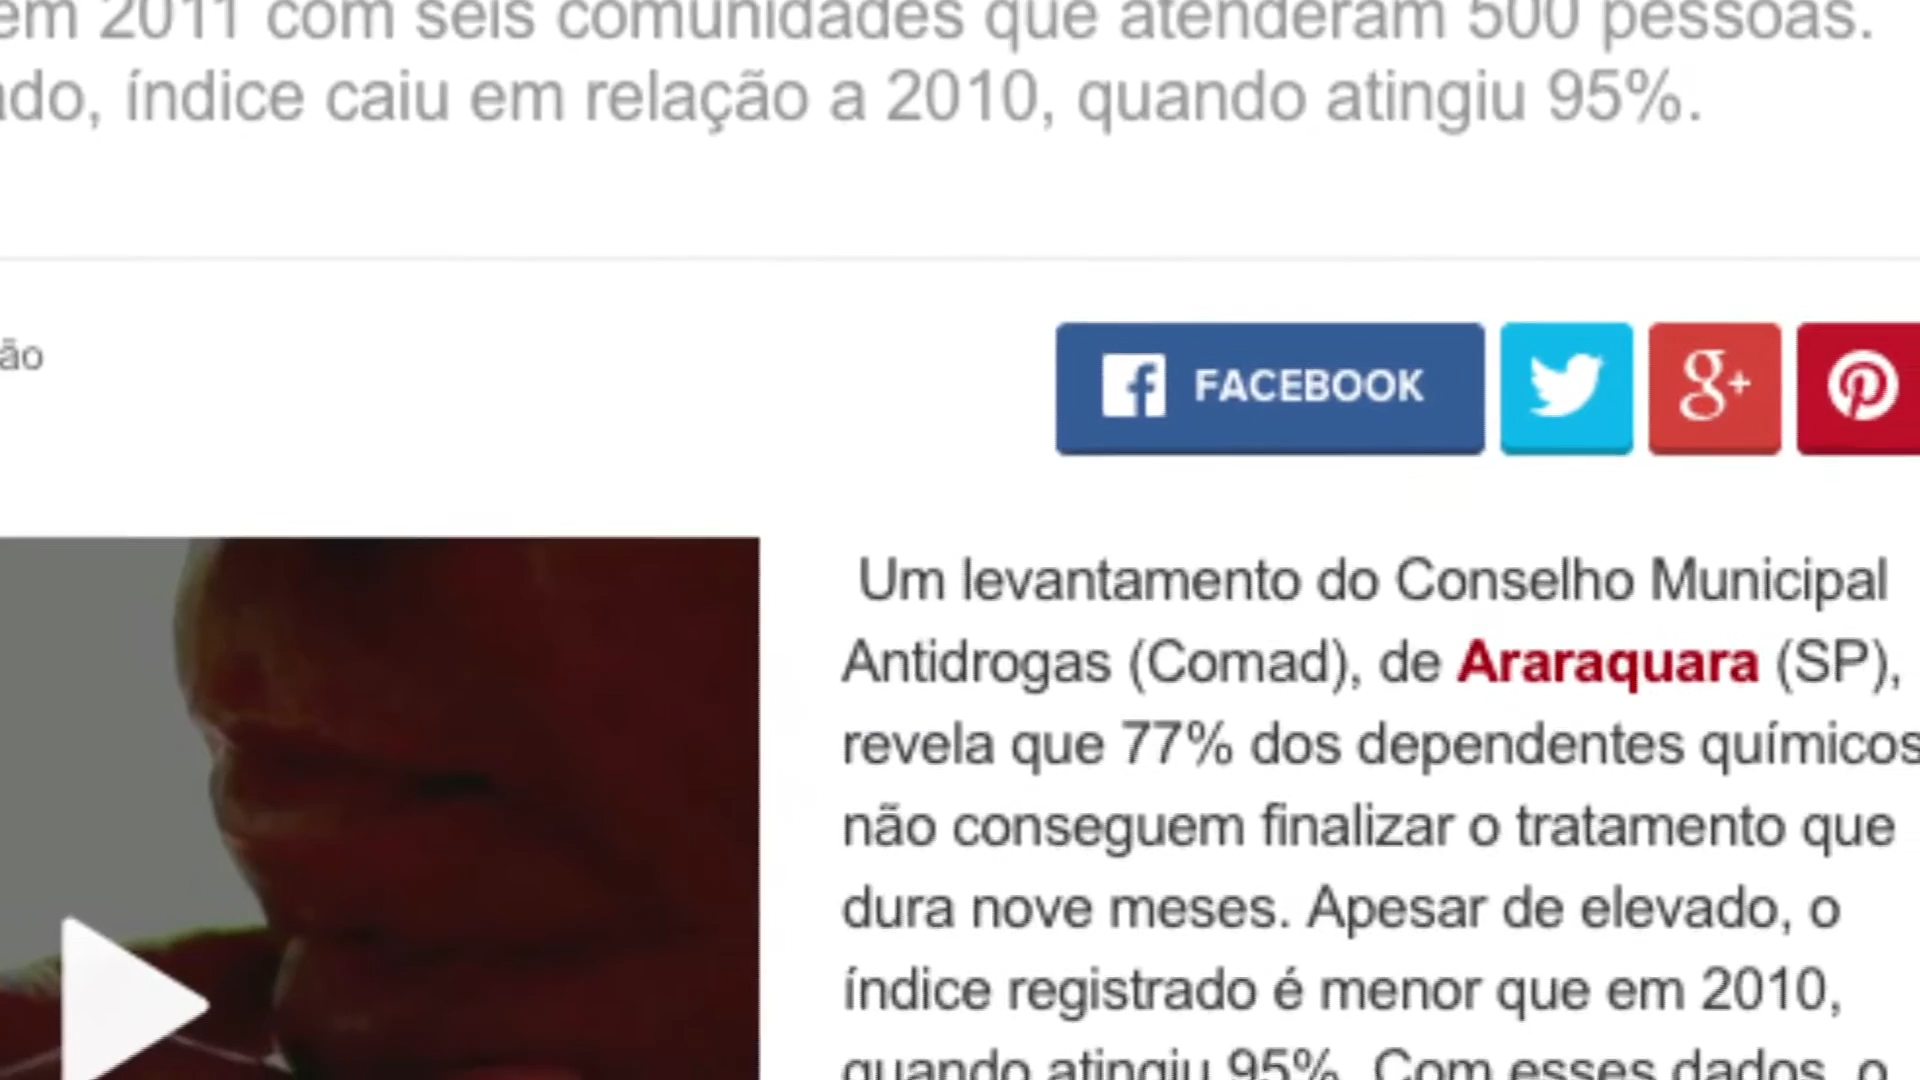 em 2011 com seis comunidades que atenderam 500 pessoas.
ado, índice caiu em relação a 2010, quando atingiu 95%.
ão
FACEBOOK
g+
Um levantamento do Conselho Municipal
Antidrogas (Comad), de Araraquara (SP),
revela que 77% dos dependentes químicos
não conseguem finalizar o tratamento que
dura nove meses. Apesar de elevado, o
índice registrado é menor que em 2010,
quando atingiu 95%. Com esses dados, o